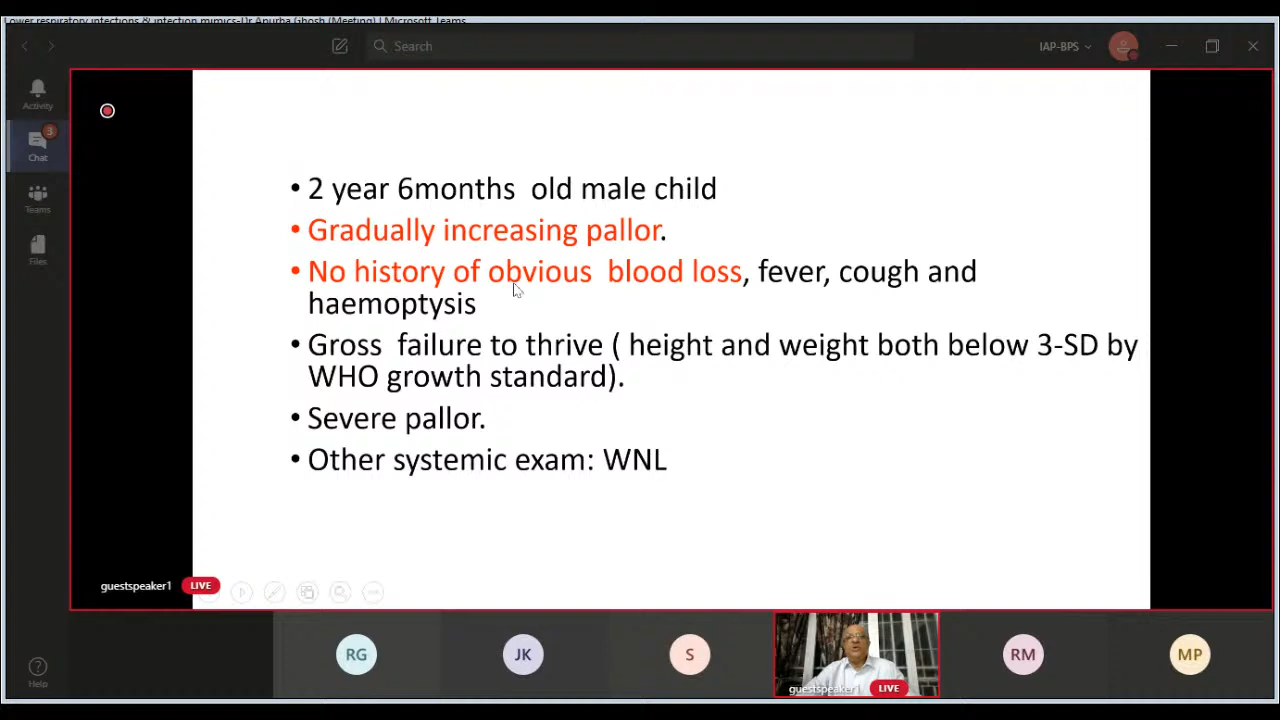 Lower respiratory infections & infection mimics-Dr Apurba Ghosh (Meeting) | Microsoft Teams
Search
IAP-BPS
Activity
3
Chat
Teams
Files
• 2 year 6months old male child
• Gradually increasing pallor.
• No history of obvious blood loss, fever, cough and
haemoptysis
• Gross failure to thrive ( height and weight both below 3-SD by
WHO growth standard).
• Severe pallor.
• Other systemic exam: WNL
guestspeaker1 LIVE
Help
RG
JK
S
guestspeaker1 LIVE
RM
MP